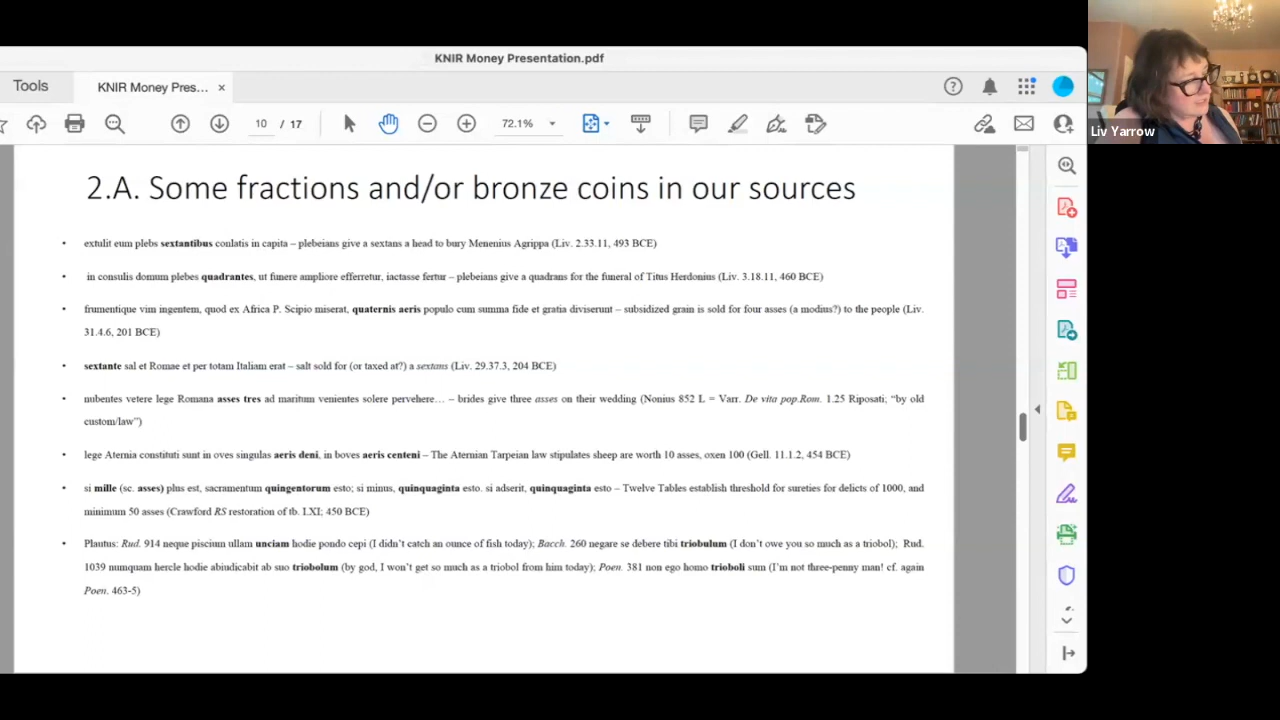 KNIR Money Presentation.pdf
Tools
KNIR Money Pres... ×
10 / 17
72.1%
Liv Yarrow
2.A. Some fractions and/or bronze coins in our sources
• extulit eum plebs sextantibus conlatis in capita – plebeians give a sextans a head to bury Menenius Agrippa (Liv. 2.33.11, 493 BCE)
• in consulis domum plebes quadrantes, ut funere ampliore efferretur, iactasse fertur – plebeians give a quadrans for the funeral of Titus Herdonius (Liv. 3.18.11, 460 BCE)
• frumentique vim ingentem, quod ex Africa P. Scipio miserat, quaternis aeris populo cum summa fide et gratia diviserunt – subsidized grain is sold for four asses (a modius?) to the people (Liv.
31.4.6, 201 BCE)
• sextante sal et Romae et per totam Italiam erat – salt sold for (or taxed at?) a sextans (Liv. 29.37.3, 204 BCE)
• nubentes vetere lege Romana asses tres ad maritum venientes solere pervehere… – brides give three asses on their wedding (Nonius 852 L = Varr. De vita pop.Rom. 1.25 Riposati; “by old
custom/law”)
• lege Aternia constituti sunt in oves singulas aeris deni, in boves aeris centeni – The Aternian Tarpeian law stipulates sheep are worth 10 asses, oxen 100 (Gell. 11.1.2, 454 BCE)
• si mille (sc. asses) plus est, sacramentum quingentorum esto; si minus, quinquaginta esto. si adserit, quinquaginta esto – Twelve Tables establish threshold for sureties for delicts of 1000, and
minimum 50 asses (Crawford RS restoration of tb. I.XI; 450 BCE)
• Plautus: Rud. 914 neque piscium ullam unciam hodie pondo cepi (I didn’t catch an ounce of fish today); Bacch. 260 negare se debere tibi triobulum (I don’t owe you so much as a triobol); Rud.
1039 numquam hercle hodie abiudicabit ab suo triobolum (by god, I won’t get so much as a triobol from him today); Poen. 381 non ego homo trioboli sum (I’m not three-penny man! cf. again
Poen. 463-5)